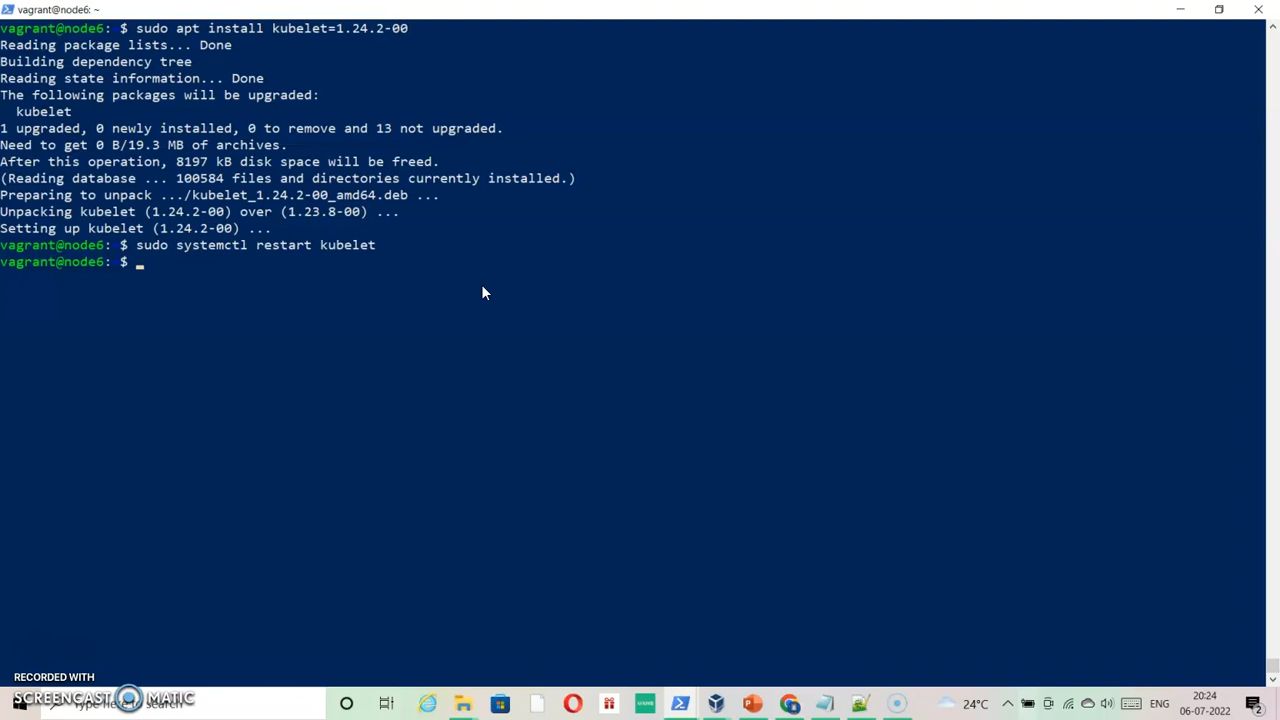 vagrant@node6: ~
vagrant@node6: $ sudo apt install kubelet=1.24.2-00
Reading package lists... Done
Building dependency tree
Reading state information... Done
The following packages will be upgraded:
  kubelet
1 upgraded, 0 newly installed, 0 to remove and 13 not upgraded.
Need to get 0 B/19.3 MB of archives.
After this operation, 8197 kB disk space will be freed.
(Reading database ... 100584 files and directories currently installed.)
Preparing to unpack .../kubelet_1.24.2-00_amd64.deb ...
Unpacking kubelet (1.24.2-00) over (1.23.8-00) ...
Setting up kubelet (1.24.2-00) ...
vagrant@node6: $ sudo systemctl restart kubelet
vagrant@node6: $
RECORDED WITH
SCREENCAST MATIC
Type here to search
24°C
ENG
20:24
06-07-2022
2